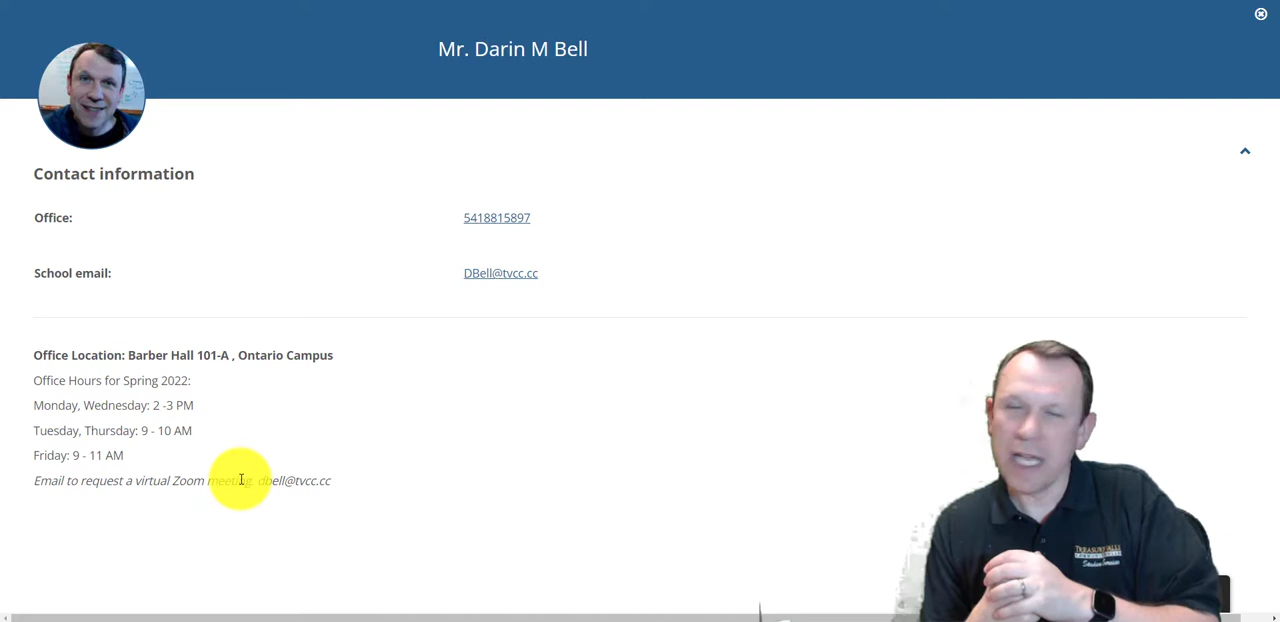 Mr. Darin M Bell
Contact information
Office: 5418815897
School email: DBell@tvcc.cc
Office Location: Barber Hall 101-A , Ontario Campus
Office Hours for Spring 2022:
Monday, Wednesday: 2 -3 PM
Tuesday, Thursday: 9 - 10 AM
Friday: 9 - 11 AM
Email to request a virtual Zoom meeting. dbell@tvcc.cc